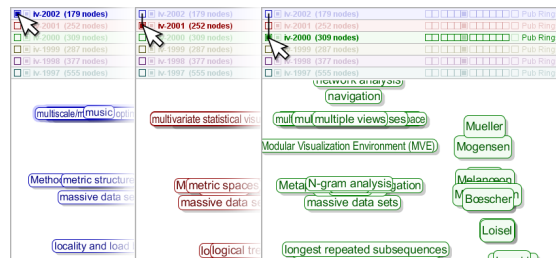 iv-2002 (179 nodes)
iv-2001 (252 nodes)
iv-2000 (309 nodes)
iv-1999 (287 nodes)
iv-1998 (377 nodes)
iv-1997 (555 nodes)
music
metric structure
massive data se
locality and load
iv-2002 (179 nodes)
iv-2001 (252 nodes)
iv-2000 (309 nodes)
iv-1999 (287 nodes)
iv-1998 (377 nodes)
iv-1997 (555 nodes)
multivariate statistical visu
metric spaces
massive data s
logical tre
iv-2002 (179 nodes) Pub Ring
iv-2001 (252 nodes) Pub Ring
iv-2000 (309 nodes) Pub Ring
iv-1999 (287 nodes) Pub Ring
iv-1998 (377 nodes) Pub Ring
iv-1997 (555 nodes) Pub Ring
network analysis
navigation
multiple views
Mueller
Modular Visualization Environment (MVE)
Mogensen
N-gram analysis
massive data sets
Bœscher
Loisel
longest repeated subsequences